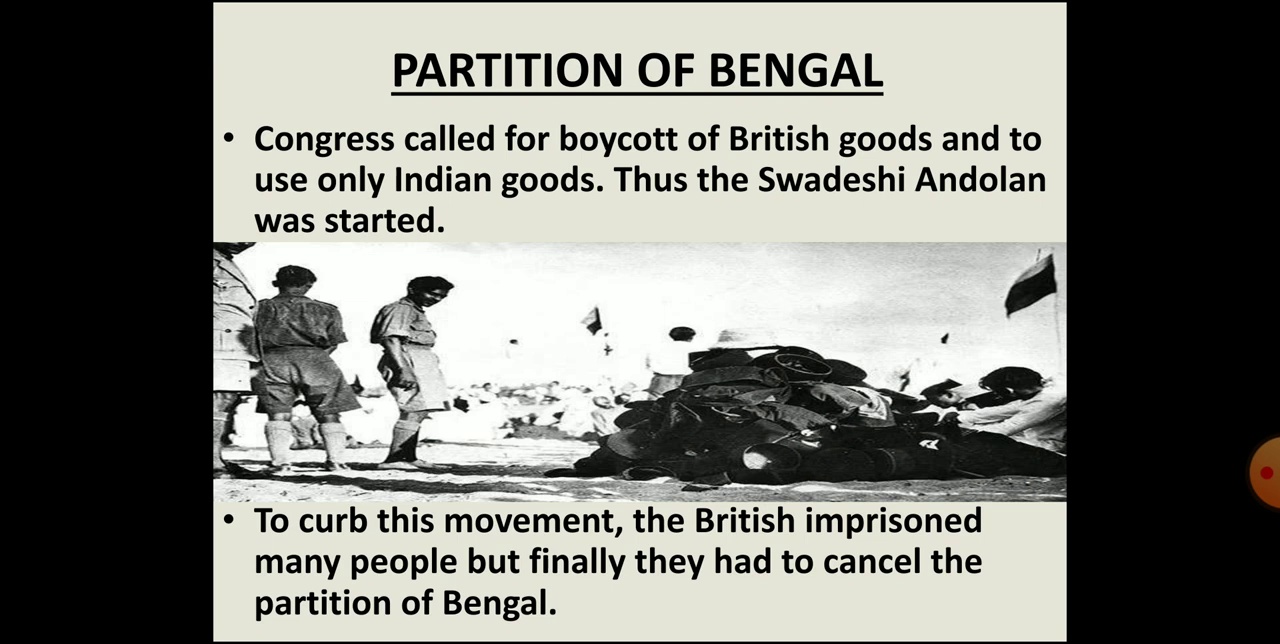 PARTITION OF BENGAL
• Congress called for boycott of British goods and to
use only Indian goods. Thus the Swadeshi Andolan
was started.
• To curb this movement, the British imprisoned
many people but finally they had to cancel the
partition of Bengal.